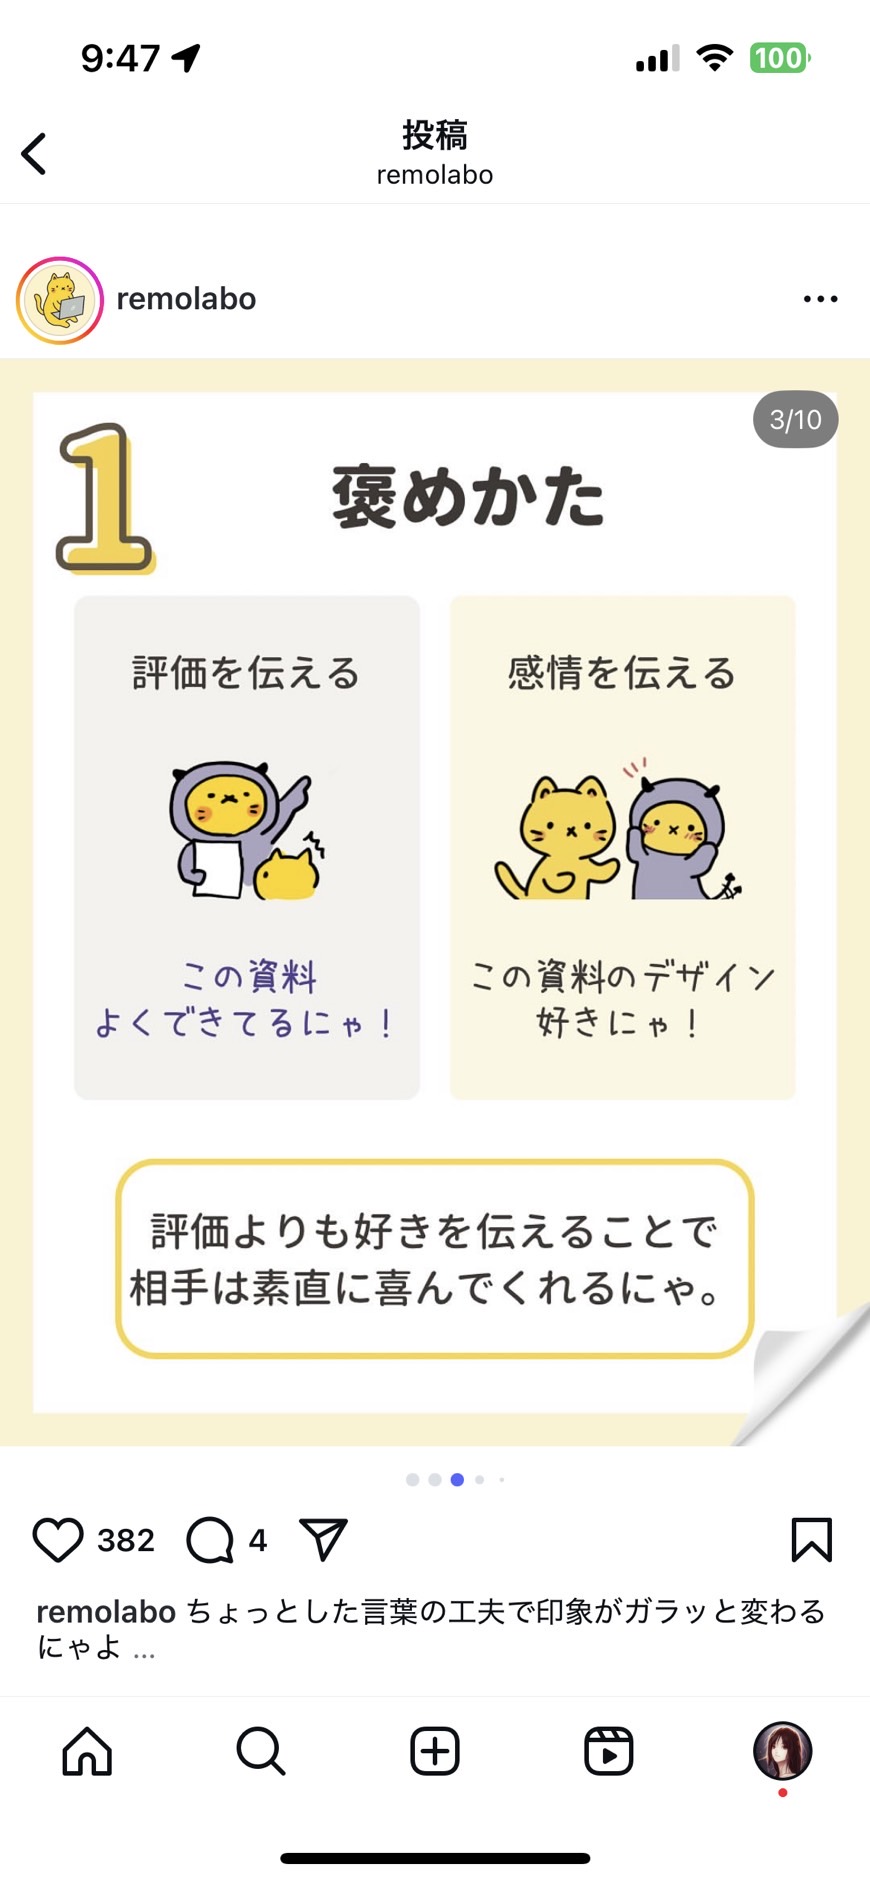 9:47
100
投稿
remolabo
remolabo
3/10
1
褒めかた
評価を伝える
この資料
よくできてるにゃ！
感情を伝える
この資料のデザイン
好きにゃ！
評価よりも好きを伝えることで
相手は素直に喜んでくれるにゃ。
382
4
remolabo ちょっとした言葉の工夫で印象がガラッと変わる
にゃよ ...